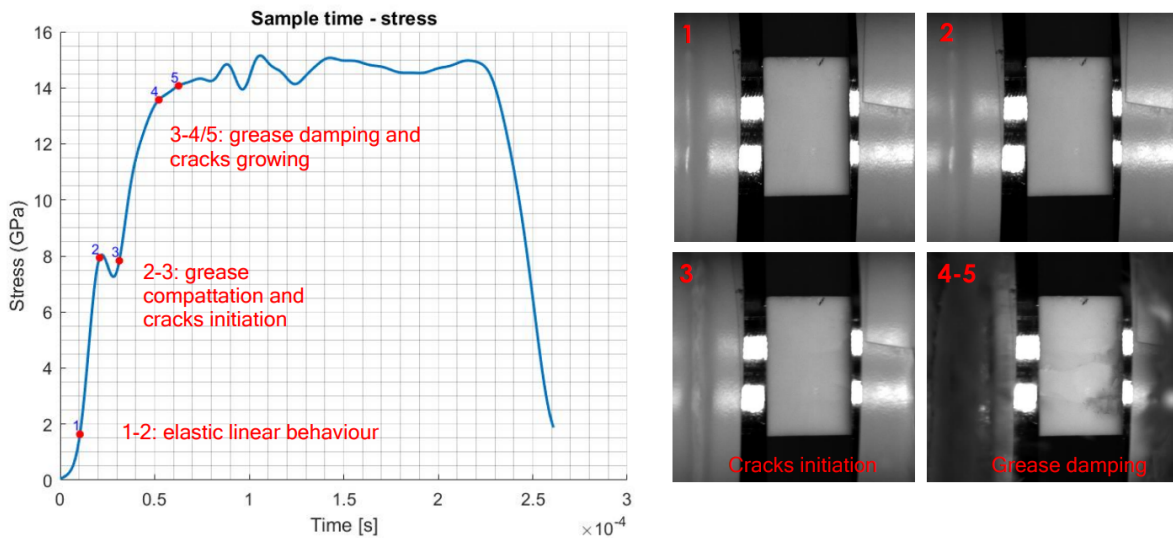 Sample time - stress
16
14
12
10
8
6
4
2
0
Stress (GPa)
0
0.5
1
1.5
2
2.5
3
×10⁻⁴
Time [s]
1
2
3
4
5
3-4/5: grease damping and
cracks growing
2-3: grease
compattation and
cracks initiation
1-2: elastic linear behaviour
1
2
3
4-5
Cracks initiation
Grease damping